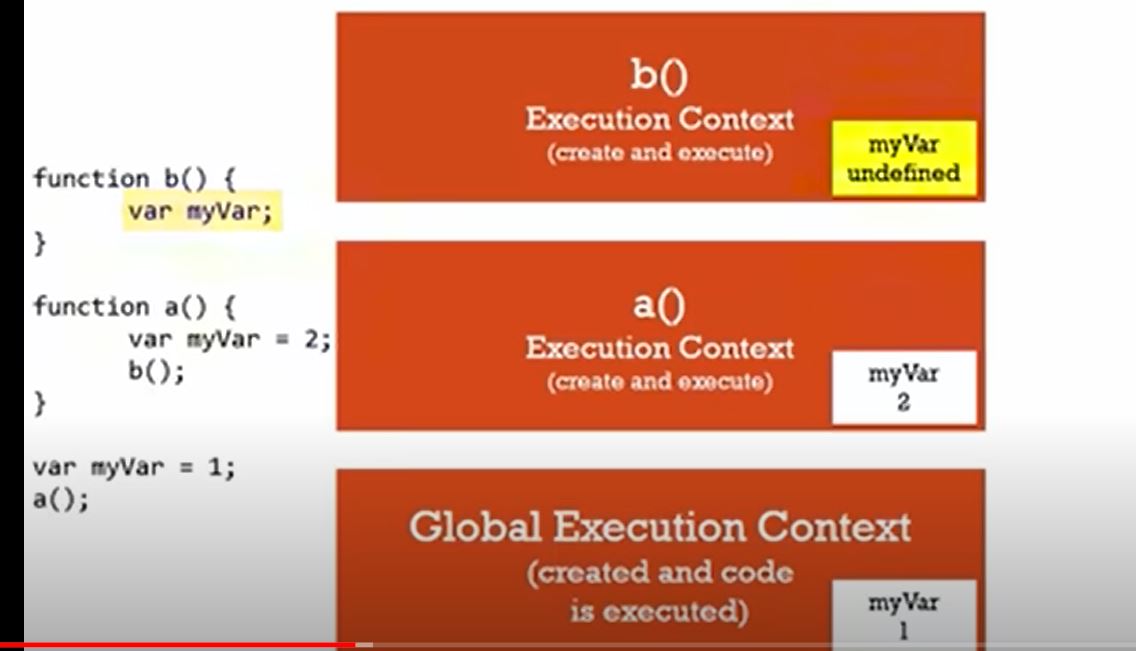 function b() {
var myVar;
}
function a() {
var myVar = 2;
b();
}
var myVar = 1;
a();
b()
Execution Context
(create and execute)
myVar
undefined
a()
Execution Context
(create and execute)
myVar
2
Global Execution Context
(created and code
is executed)
myVar
1